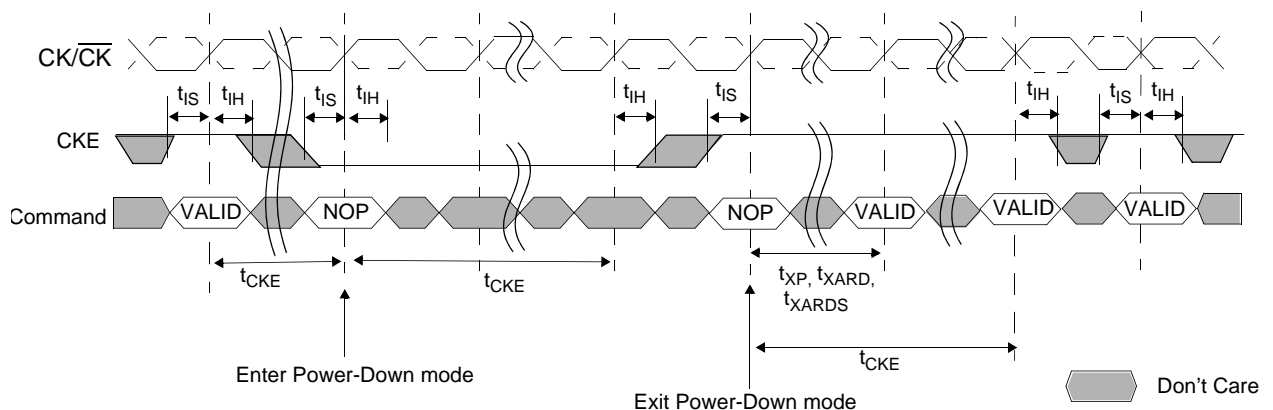 CK/C̅K̅
tIS tIH tIS tIH tIH tIS tIH tIS tIH
CKE
Command VALID NOP NOP VALID VALID VALID
tCKE tCKE tXP, tXARD,
tXARDS
tCKE
Enter Power-Down mode
Exit Power-Down mode
Don't Care